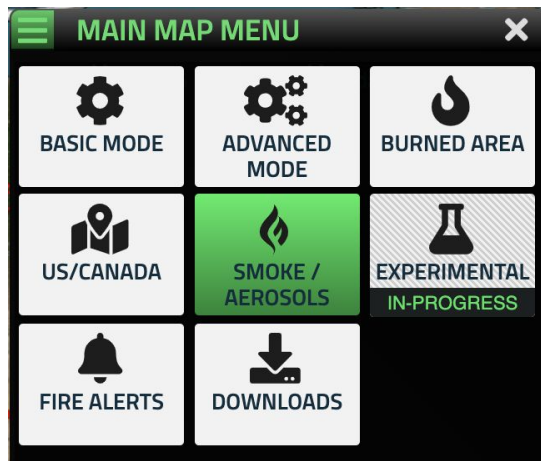 MAIN MAP MENU
BASIC MODE
ADVANCED
MODE
BURNED AREA
US/CANADA
SMOKE /
AEROSOLS
EXPERIMENTAL
IN-PROGRESS
FIRE ALERTS
DOWNLOADS